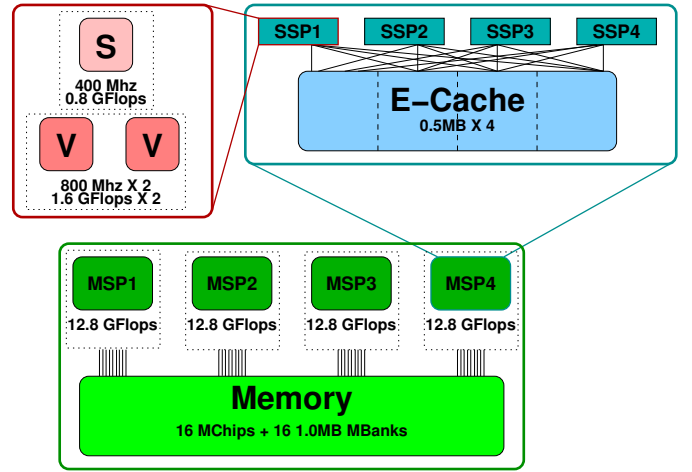 S
400 Mhz
0.8 GFlops
V V
800 Mhz X 2
1.6 GFlops X 2
SSP1 SSP2 SSP3 SSP4
E-Cache
0.5MB X 4
MSP1 MSP2 MSP3 MSP4
12.8 GFlops 12.8 GFlops 12.8 GFlops 12.8 GFlops
Memory
16 MChips + 16 1.0MB MBanks